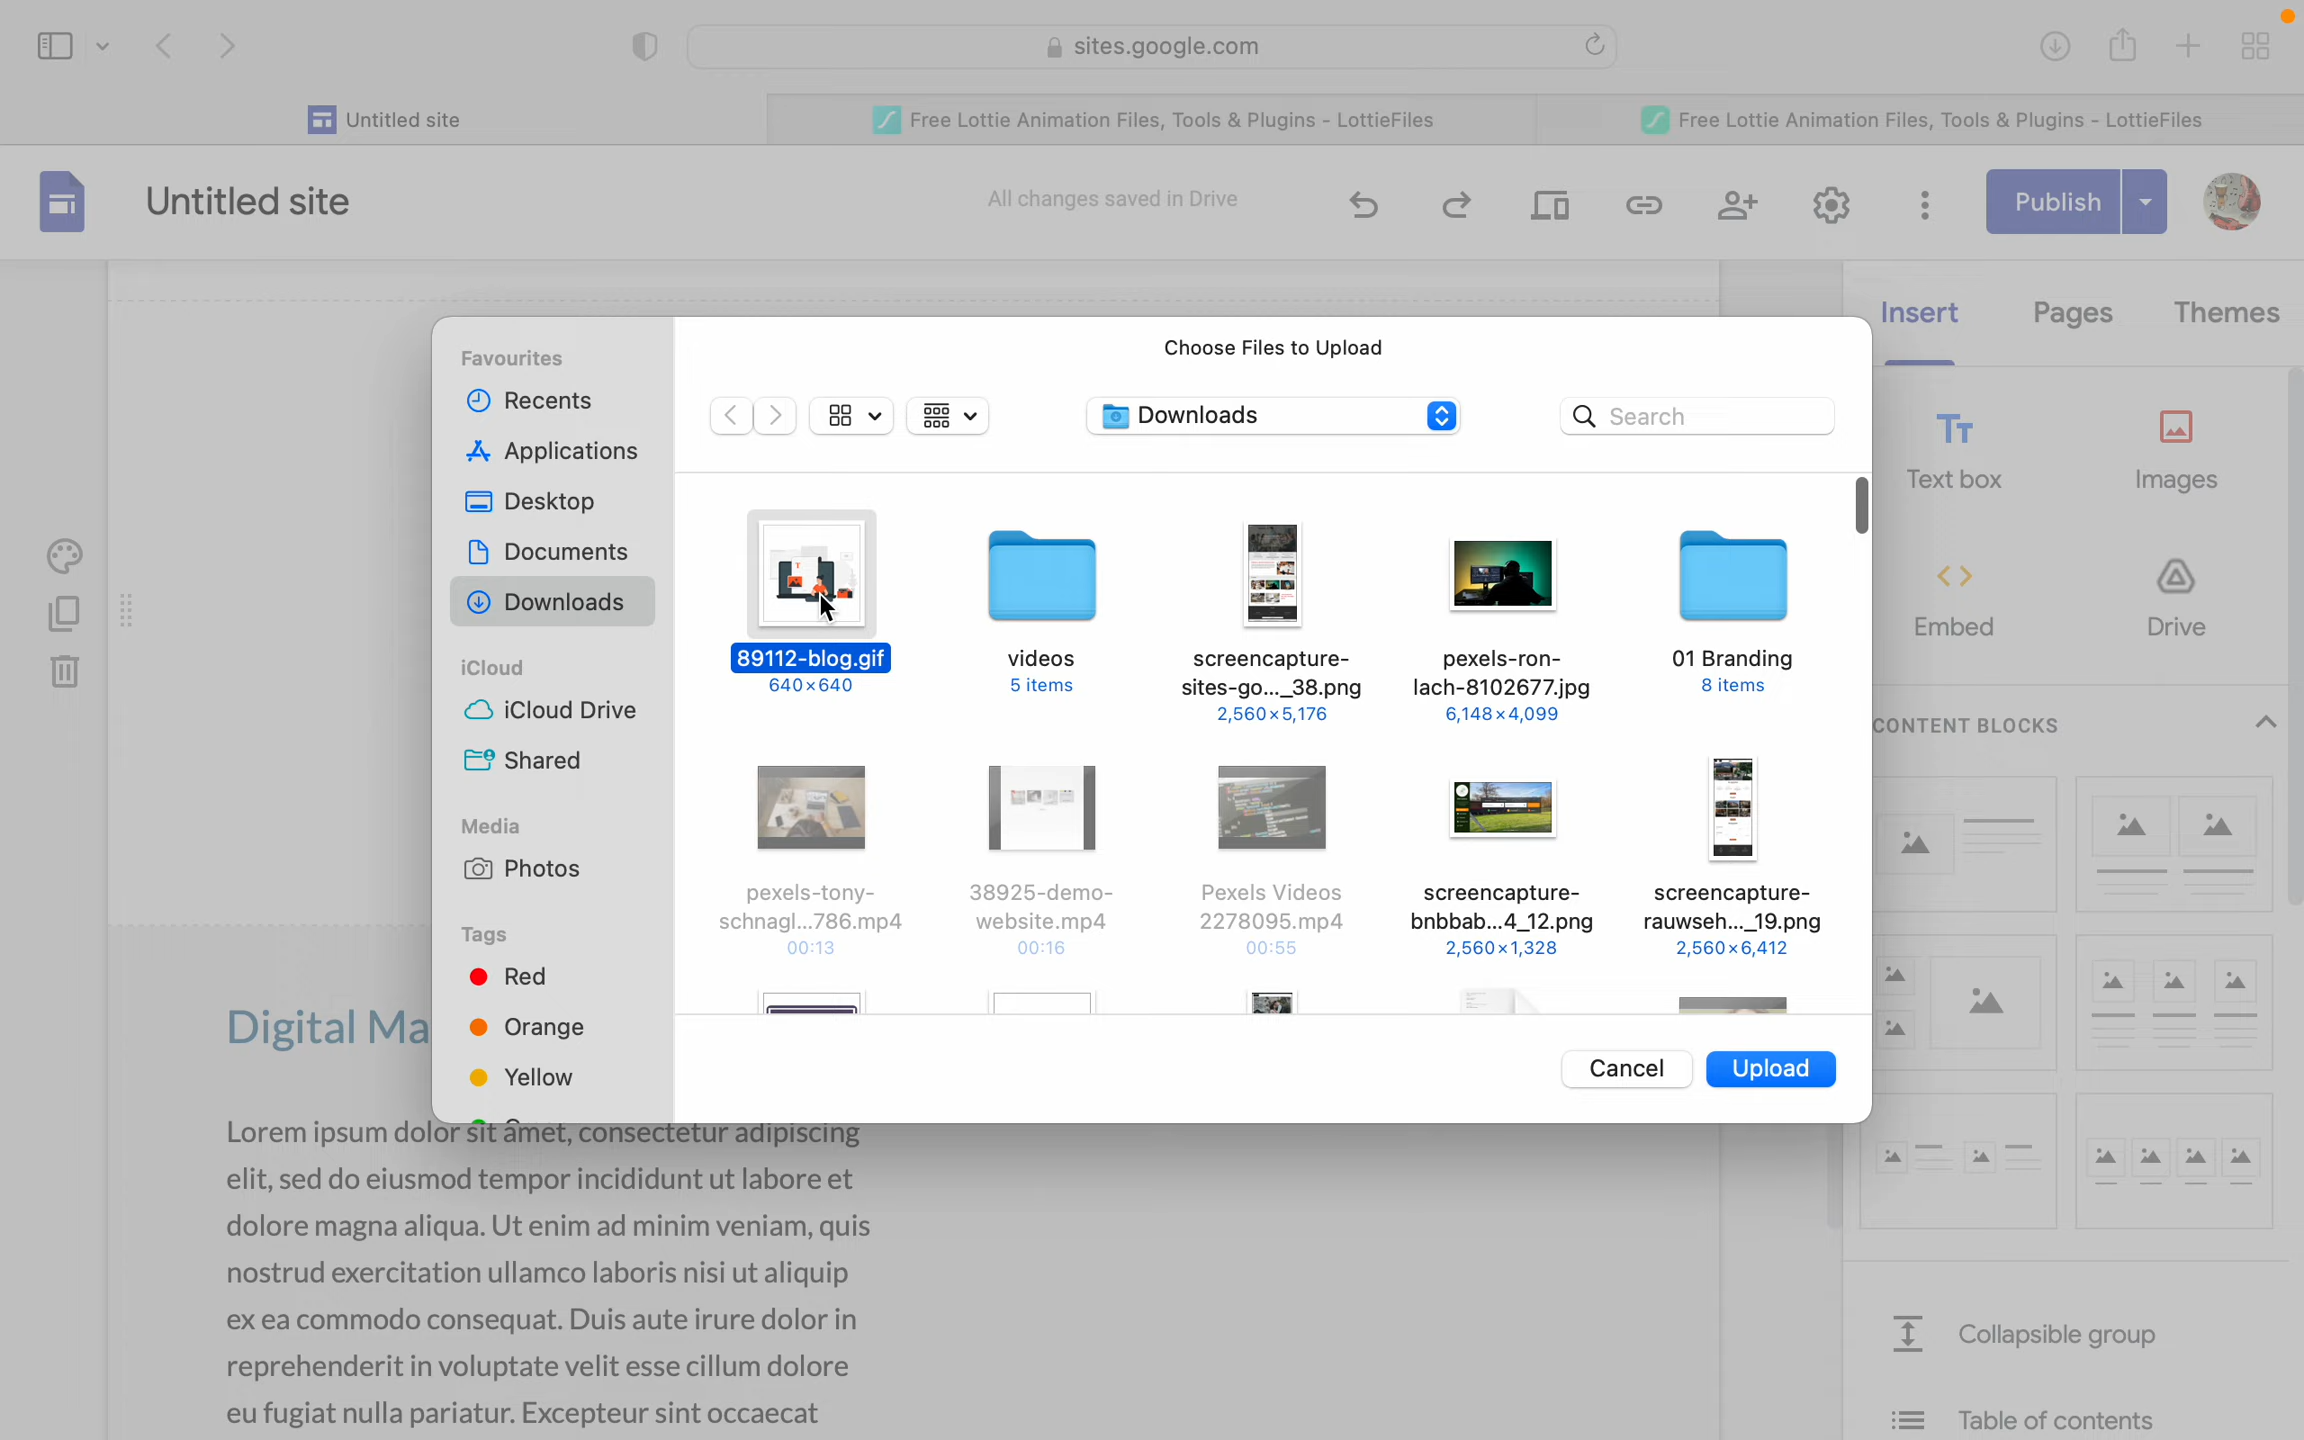 sites.google.com
Untitled site
Free Lottie Animation Files, Tools & Plugins - LottieFiles
Free Lottie Animation Files, Tools & Plugins - LottieFiles
Untitled site
All changes saved in Drive
Publish
Insert
Pages
Themes
Text box
Images
Embed
Drive
CONTENT BLOCKS
Collapsible group
Table of contents
Favourites
Recents
Applications
Desktop
Documents
Downloads
iCloud
iCloud Drive
Shared
Media
Photos
Tags
Red
Orange
Yellow
Choose Files to Upload
Downloads
Search
89112-blog.gif
640×640
videos
5 items
screencapture-
sites-go..._38.png
2,560×5,176
pexels-ron-
lach-8102677.jpg
6,148×4,099
01 Branding
8 items
pexels-tony-
schnagl...786.mp4
00:13
38925-demo-
website.mp4
00:16
Pexels Videos
2278095.mp4
00:55
screencapture-
bnbbab...4_12.png
2,560×1,328
screencapture-
rauwseh..._19.png
2,560×6,412
Cancel
Upload
Digital Ma
Lorem ipsum dolor sit amet, consectetur adipiscing
elit, sed do eiusmod tempor incididunt ut labore et
dolore magna aliqua. Ut enim ad minim veniam, quis
nostrud exercitation ullamco laboris nisi ut aliquip
ex ea commodo consequat. Duis aute irure dolor in
reprehenderit in voluptate velit esse cillum dolore
eu fugiat nulla pariatur. Excepteur sint occaecat